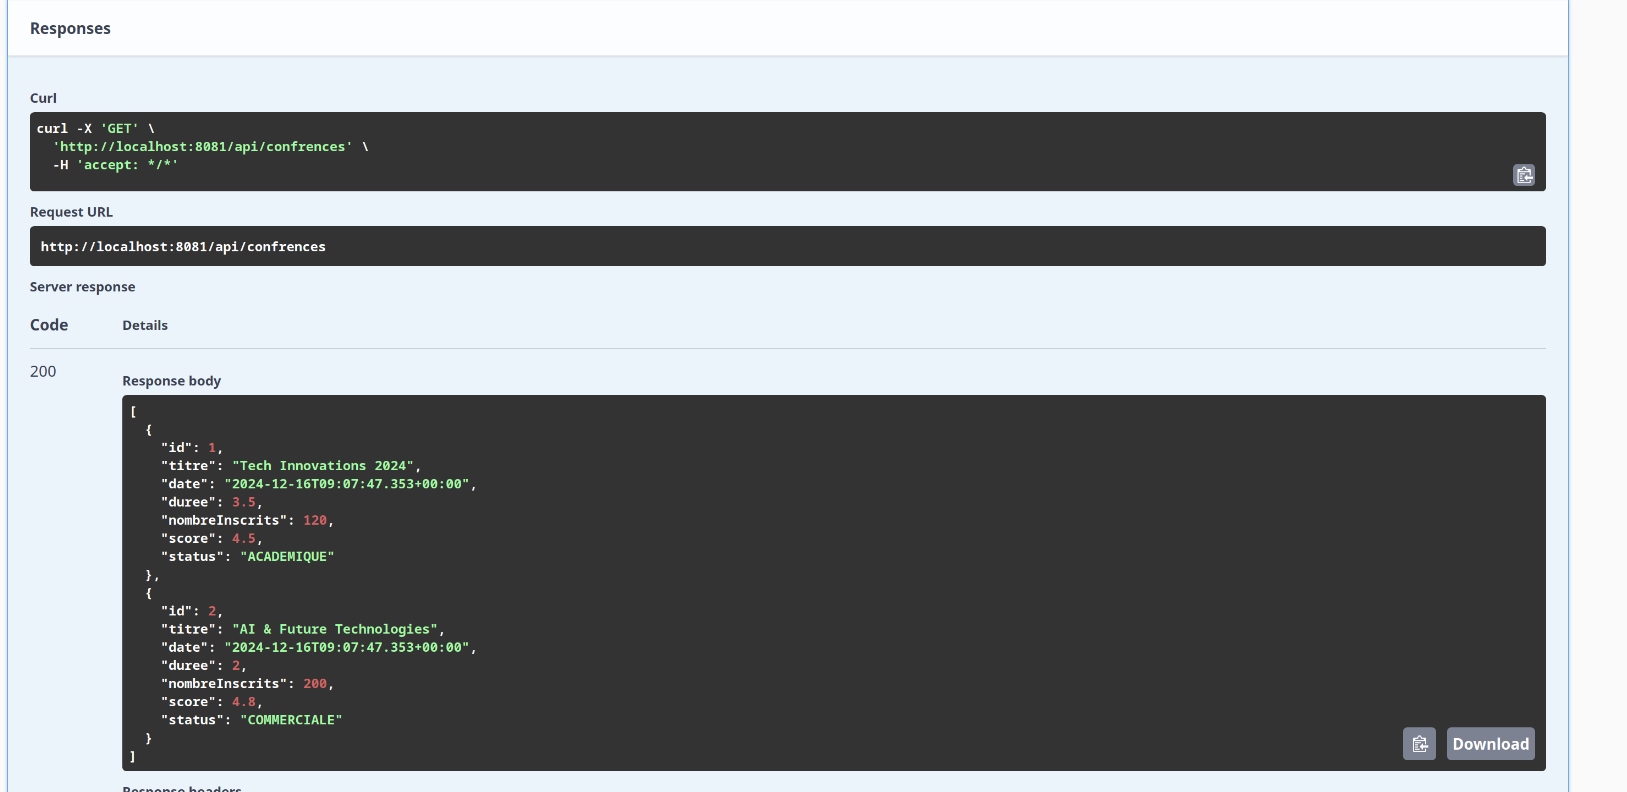 Responses
Curl
curl -X 'GET' \
  'http://localhost:8081/api/confrences' \
  -H 'accept: */*'
Request URL
http://localhost:8081/api/confrences
Server response
Code Details
200
Response body
[
  {
    "id": 1,
    "titre": "Tech Innovations 2024",
    "date": "2024-12-16T09:07:47.353+00:00",
    "duree": 3.5,
    "nombreInscrits": 120,
    "score": 4.5,
    "status": "ACADEMIQUE"
  },
  {
    "id": 2,
    "titre": "AI & Future Technologies",
    "date": "2024-12-16T09:07:47.353+00:00",
    "duree": 2,
    "nombreInscrits": 200,
    "score": 4.8,
    "status": "COMMERCIALE"
  }
]
Download
Response headers